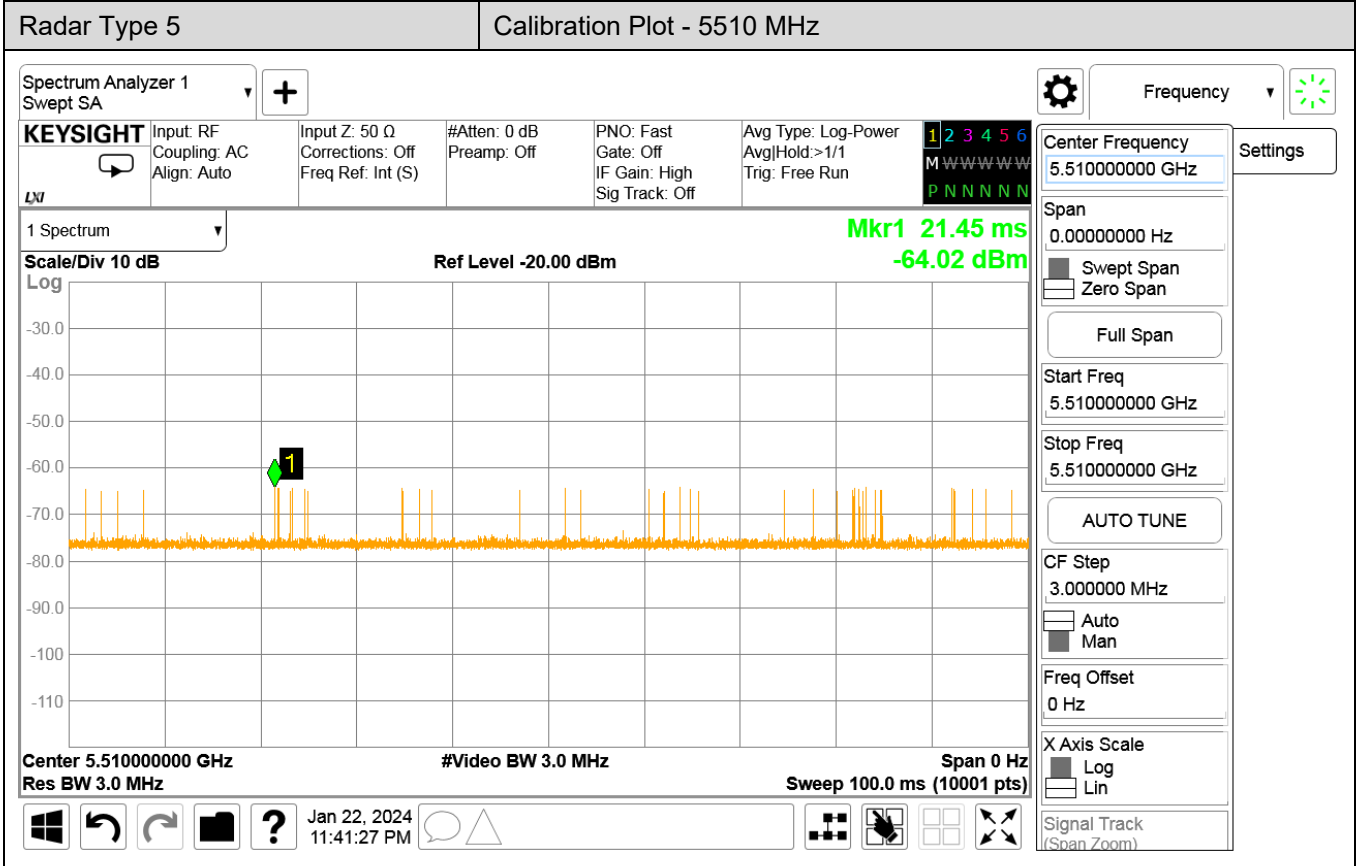 Radar Type 5
Calibration Plot - 5510 MHz
Spectrum Analyzer 1
Swept SA
Frequency
KEYSIGHT
LXI
Input: RF
Coupling: AC
Align: Auto
Input Z: 50 Ω
Corrections: Off
Freq Ref: Int (S)
#Atten: 0 dB
Preamp: Off
PNO: Fast
Gate: Off
IF Gain: High
Sig Track: Off
Avg Type: Log-Power
Avg|Hold:>1/1
Trig: Free Run
1 2 3 4 5 6
M W W W W W
P N N N N N
Center Frequency
5.510000000 GHz
Settings
1 Spectrum
Mkr1 21.45 ms
Scale/Div 10 dB
Ref Level -20.00 dBm
-64.02 dBm
Log
-30.0
-40.0
-50.0
-60.0
-70.0
-80.0
-90.0
-100
-110
1
Center 5.510000000 GHz
#Video BW 3.0 MHz
Span 0 Hz
Res BW 3.0 MHz
Sweep 100.0 ms (10001 pts)
Span
0.00000000 Hz
Swept Span
Zero Span
Full Span
Start Freq
5.510000000 GHz
Stop Freq
5.510000000 GHz
AUTO TUNE
CF Step
3.000000 MHz
Auto
Man
Freq Offset
0 Hz
X Axis Scale
Log
Lin
Signal Track
(Span Zoom)
?
Jan 22, 2024
11:41:27 PM